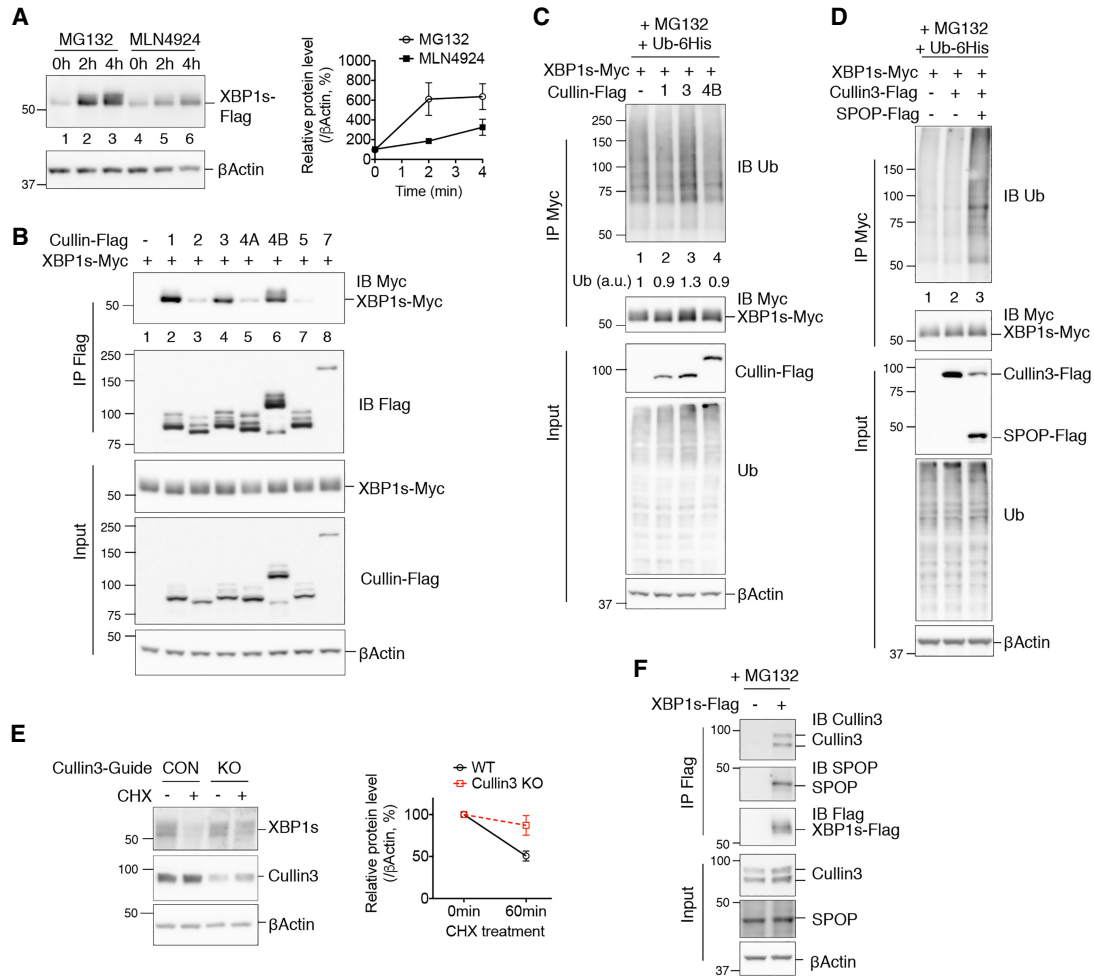 A
MG132 MLN4924
0h 2h 4h 0h 2h 4h
50
XBP1s-
Flag
1 2 3 4 5 6
βActin
37
MG132
MLN4924
Relative protein level
(/βActin, %)
1000
800
600
400
200
0
0 1 2 3 4
Time (min)
B
Cullin-Flag - 1 2 3 4A 4B 5 7
XBP1s-Myc + + + + + + + +
IP Flag
IB Myc
50
XBP1s-Myc
1 2 3 4 5 6 7 8
250
150
100
75
IB Flag
Input
50
XBP1s-Myc
250
150
100
75
Cullin-Flag
50
βActin
C
+ MG132
+ Ub-6His
XBP1s-Myc + + + +
Cullin-Flag - 1 3 4B
IP Myc
250
150
100
75
50
IB Ub
1 2 3 4
Ub (a.u.) 1 0.9 1.3 0.9
IB Myc
XBP1s-Myc
50
Input
100
Cullin-Flag
Ub
βActin
37
D
+ MG132
+ Ub-6His
XBP1s-Myc + + +
Cullin3-Flag - + +
SPOP-Flag - - +
IP Myc
150
100
75
50
IB Ub
1 2 3
IB Myc
XBP1s-Myc
50
Input
100
75
50
Cullin3-Flag
SPOP-Flag
Ub
βActin
37
E
Cullin3-Guide CON KO
CHX - + - +
XBP1s
50
100
Cullin3
50
βActin
WT
Cullin3 KO
Relative protein level
(/βActin, %)
100
50
0
0min 60min
CHX treatment
F
+ MG132
XBP1s-Flag - +
IP Flag
100
IB Cullin3
Cullin3
50
IB SPOP
SPOP
IB Flag
XBP1s-Flag
50
Input
100
Cullin3
50
SPOP
βActin
37